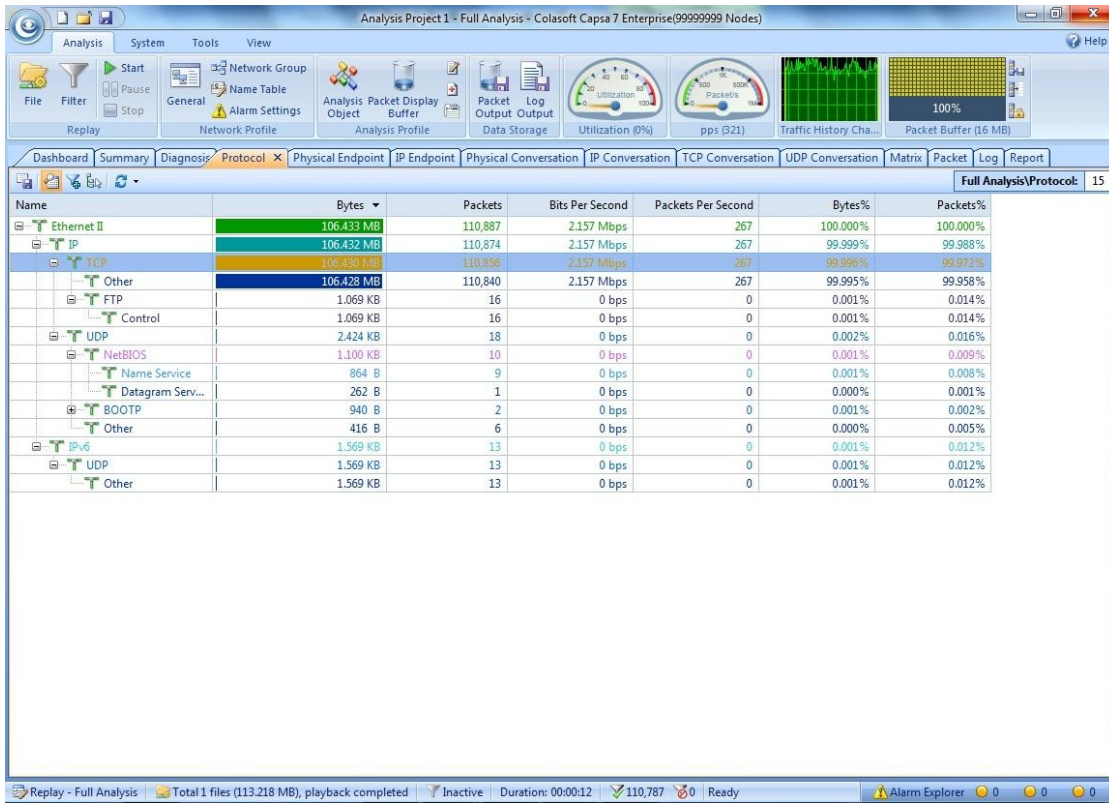 Analysis Project 1 - Full Analysis - Colasoft Capsa 7 Enterprise(99999999 Nodes)
Analysis System Tools View Help
Start Network Group
Pause Name Table
Stop Alarm Settings
File Filter General Analysis Object Packet Display Buffer Packet Output Log Output Utilization 100%
Replay Network Profile Analysis Profile Data Storage Utilization (0%) pps (321) Traffic History Cha... Packet Buffer (16 MB)
Dashboard Summary Diagnosis Protocol Physical Endpoint IP Endpoint Physical Conversation IP Conversation TCP Conversation UDP Conversation Matrix Packet Log Report
Full Analysis\Protocol: 15
Name Bytes Packets Bits Per Second Packets Per Second Bytes% Packets%
Ethernet II 106.433 MB 110,887 2.157 Mbps 267 100.000% 100.000%
IP 106.432 MB 110,874 2.157 Mbps 267 99.999% 99.988%
TCP 106.430 MB 110,856 2.157 Mbps 267 99.996% 99.972%
Other 106.428 MB 110,840 2.157 Mbps 267 99.995% 99.958%
FTP 1.069 KB 16 0 bps 0 0.001% 0.014%
Control 1.069 KB 16 0 bps 0 0.001% 0.014%
UDP 2.424 KB 18 0 bps 0 0.002% 0.016%
NetBIOS 1.100 KB 10 0 bps 0 0.001% 0.009%
Name Service 864 B 9 0 bps 0 0.001% 0.008%
Datagram Serv... 262 B 1 0 bps 0 0.000% 0.001%
BOOTP 940 B 2 0 bps 0 0.001% 0.002%
Other 416 B 6 0 bps 0 0.000% 0.005%
IPv6 1.569 KB 13 0 bps 0 0.001% 0.012%
UDP 1.569 KB 13 0 bps 0 0.001% 0.012%
Other 1.569 KB 13 0 bps 0 0.001% 0.012%
Replay - Full Analysis Total 1 files (113.218 MB), playback completed Inactive Duration: 00:00:12 110,787 0 Ready Alarm Explorer 0 0 0